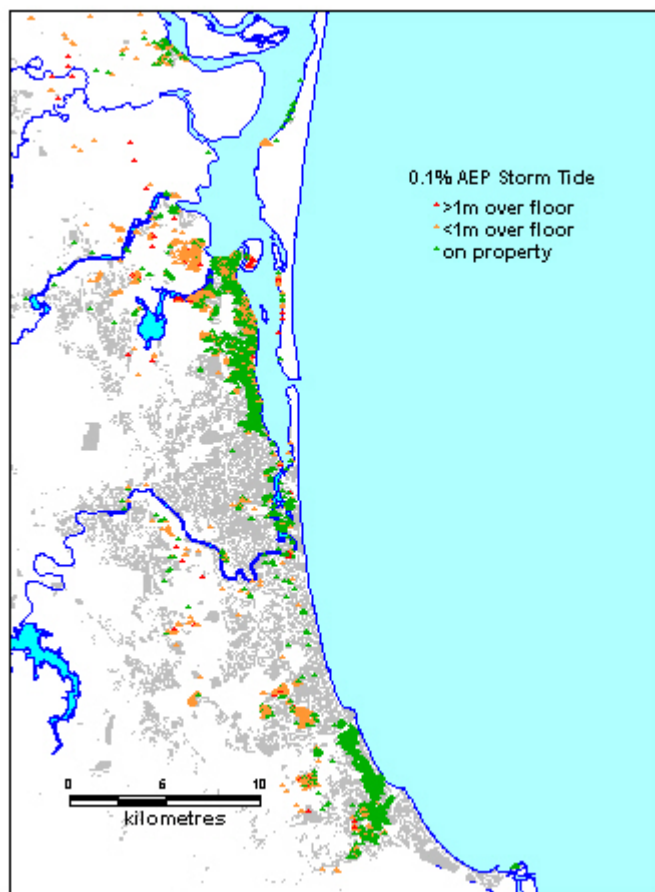 0.1% AEP Storm Tide
>1m over floor
<1m over floor
on property
0 6 10
kilometres